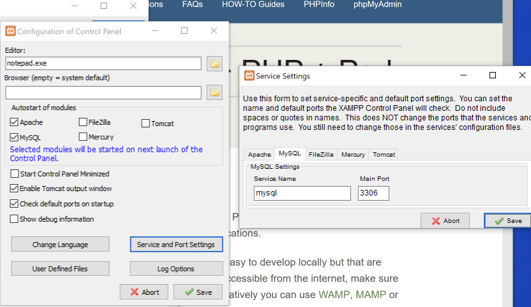 FAQs
HOW-TO Guides
PHPInfo
phpMyAdmin
Configuration of Control Panel
Editor:
notepad.exe
Browser (empty = system default)
Autostart of modules
Apache
FileZilla
Tomcat
MySQL
Mercury
Selected modules will be started on next launch of the
Control Panel.
Start Control Panel Minimized
Enable Tomcat output window
Check default ports on startup
Show debug information
Change Language
Service and Port Settings
User Defined Files
Log Options
Abort
Save
Service Settings
Use this form to set service-specific and default port settings. You can set
the name and default ports the XAMPP Control Panel will check. Do not include
spaces or quotes in names. This does NOT change the ports that the services and
programs use. You still need to change those in the services' configuration files.
Apache
MySQL
FileZilla
Mercury
Tomcat
MySQL Settings
Service Name
Main Port
mysql
3306
Abort
Save
easy to develop locally but that are
accessible from the internet, make sure
you can use WAMP, MAMP or